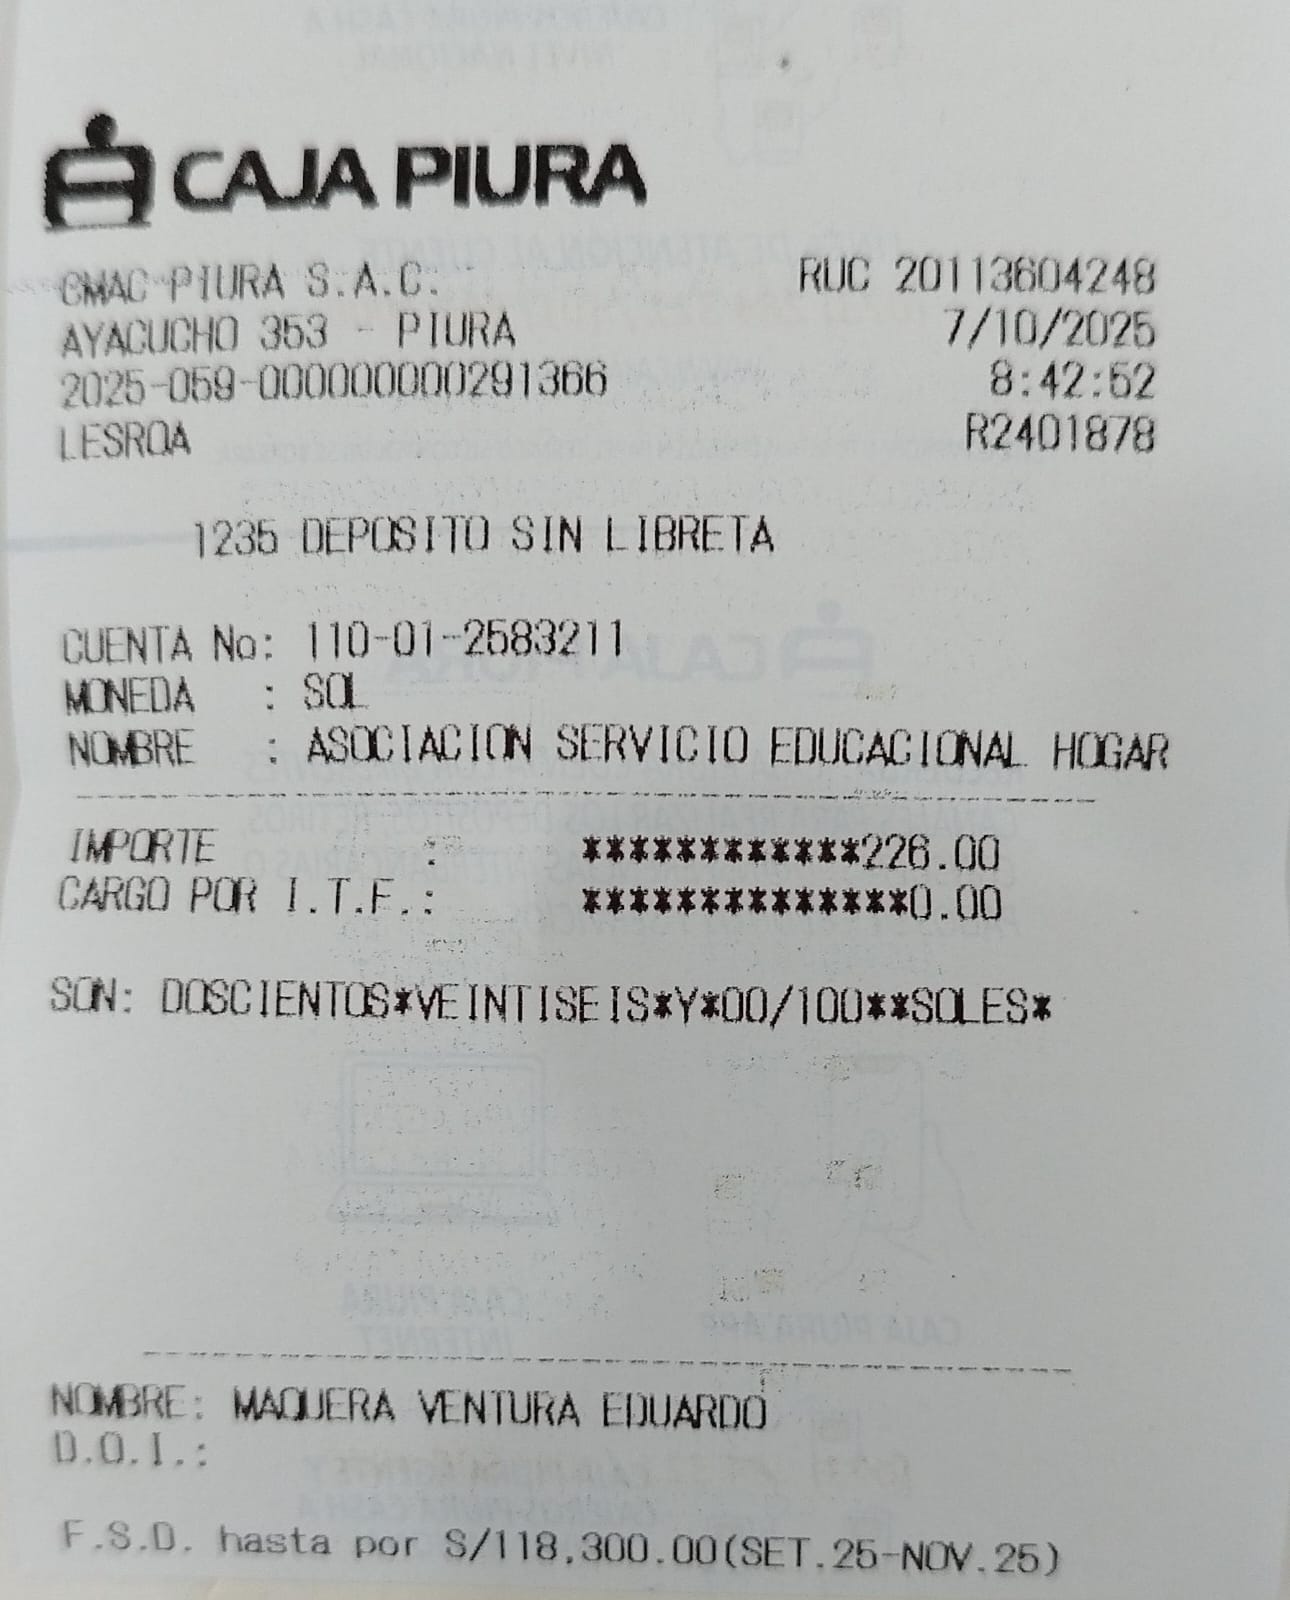 CAJA PIURA
CMAC PIURA S.A.C. RUC 20113604248
AYACUCHO 353 - PIURA 7/10/2025
2025-059-000000000291366 8:42:52
LESROA R2401878
1235 DEPOSITO SIN LIBRETA
CUENTA No: 110-01-2583211
MONEDA : SOL
NOMBRE : ASOCIACION SERVICIO EDUCACIONAL HOGAR
IMPORTE : ************226.00
CARGO POR I.T.F.: **************0.00
SON: DOSCIENTOS*VEINTISEIS*Y*00/100**SOLES*
NOMBRE: MAQUERA VENTURA EDUARDO
D.O.I.:
F.S.D. hasta por S/118,300.00(SET.25-NOV.25)